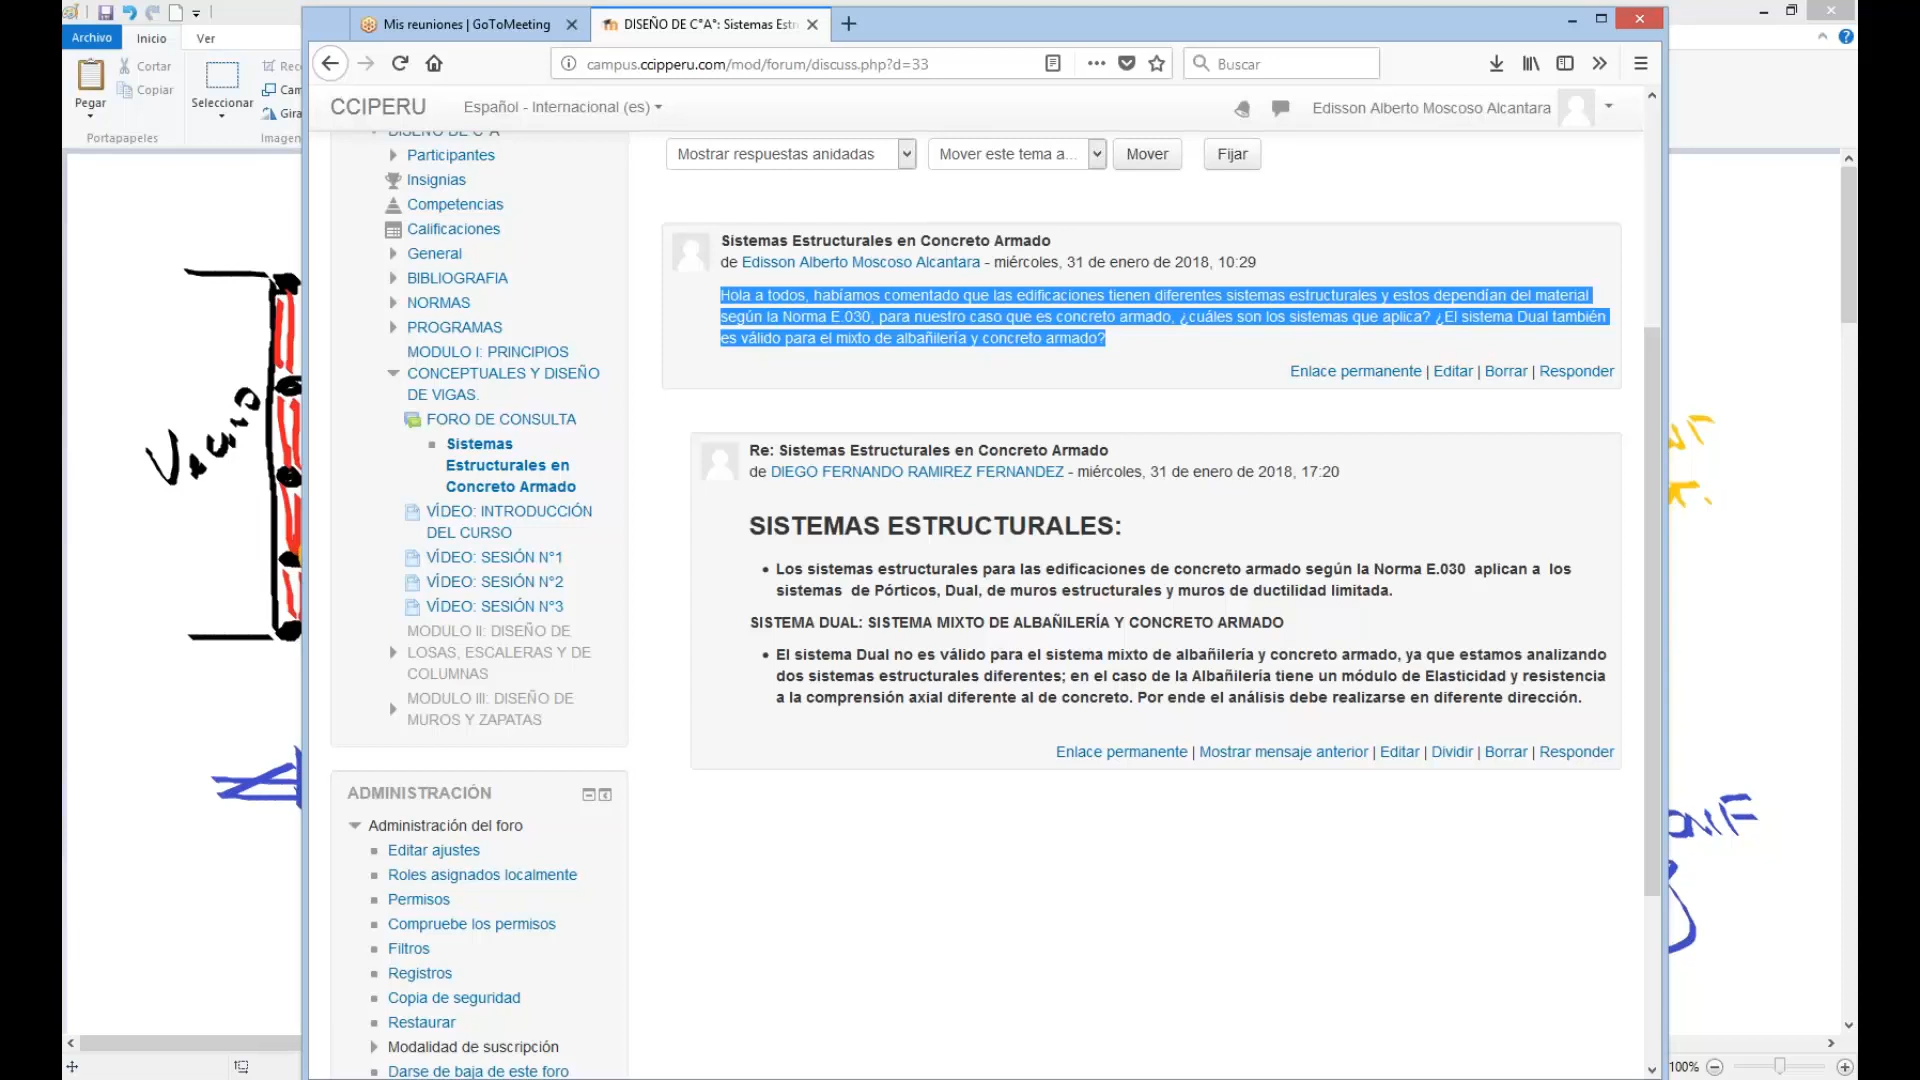 Mis reuniones | GoToMeeting
DISEÑO DE C°A°: Sistemas Estr
Archivo
Inicio
Ver
Pegar
Cortar
Copiar
Portapapeles
Seleccionar
Rec
Cam
Gira
Imagen
campus.ccipperu.com/mod/forum/discuss.php?d=33
Buscar
CCIPERU
Español - Internacional (es)
Edisson Alberto Moscoso Alcantara
DISEÑO DE C°A°
Participantes
Insignias
Competencias
Calificaciones
General
BIBLIOGRAFIA
NORMAS
PROGRAMAS
MODULO I: PRINCIPIOS
CONCEPTUALES Y DISEÑO
DE VIGAS.
FORO DE CONSULTA
Sistemas
Estructurales en
Concreto Armado
VÍDEO: INTRODUCCIÓN
DEL CURSO
VÍDEO: SESIÓN N°1
VÍDEO: SESIÓN N°2
VÍDEO: SESIÓN N°3
MODULO II: DISEÑO DE
LOSAS, ESCALERAS Y DE
COLUMNAS
MODULO III: DISEÑO DE
MUROS Y ZAPATAS
ADMINISTRACIÓN
Administración del foro
Editar ajustes
Roles asignados localmente
Permisos
Compruebe los permisos
Filtros
Registros
Copia de seguridad
Restaurar
Modalidad de suscripción
Darse de baja de este foro
Mostrar respuestas anidadas
Mover este tema a...
Mover
Fijar
Sistemas Estructurales en Concreto Armado
de Edisson Alberto Moscoso Alcantara - miércoles, 31 de enero de 2018, 10:29
Hola a todos, habíamos comentado que las edificaciones tienen diferentes sistemas estructurales y estos dependían del material
según la Norma E.030, para nuestro caso que es concreto armado, ¿cuáles son los sistemas que aplica? ¿El sistema Dual también
es válido para el mixto de albañilería y concreto armado?
Enlace permanente | Editar | Borrar | Responder
Re: Sistemas Estructurales en Concreto Armado
de DIEGO FERNANDO RAMIREZ FERNANDEZ - miércoles, 31 de enero de 2018, 17:20
SISTEMAS ESTRUCTURALES:
• Los sistemas estructurales para las edificaciones de concreto armado según la Norma E.030 aplican a los
sistemas de Pórticos, Dual, de muros estructurales y muros de ductilidad limitada.
SISTEMA DUAL: SISTEMA MIXTO DE ALBAÑILERÍA Y CONCRETO ARMADO
• El sistema Dual no es válido para el sistema mixto de albañilería y concreto armado, ya que estamos analizando
dos sistemas estructurales diferentes; en el caso de la Albañilería tiene un módulo de Elasticidad y resistencia
a la comprensión axial diferente al de concreto. Por ende el análisis debe realizarse en diferente dirección.
Enlace permanente | Mostrar mensaje anterior | Editar | Dividir | Borrar | Responder
100%